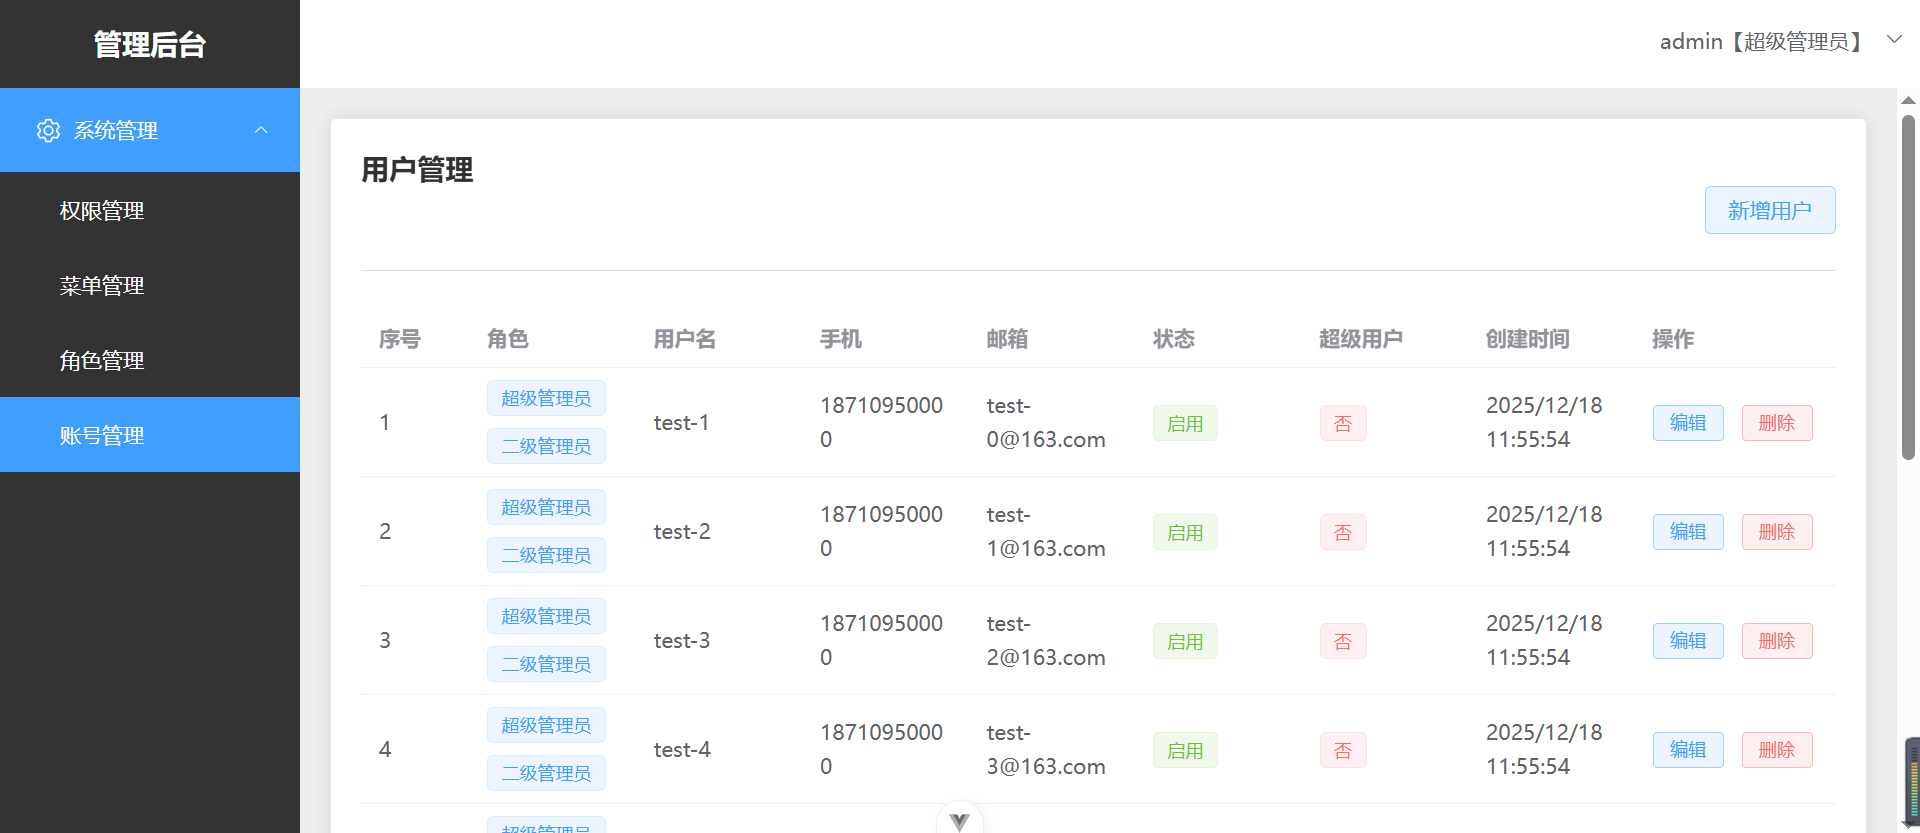 管理后台
admin【超级管理员】
系统管理
权限管理
菜单管理
角色管理
账号管理
用户管理
新增用户
序号 角色 用户名 手机 邮箱 状态 超级用户 创建时间 操作
1 超级管理员 二级管理员 test-1 18710950000 test-0@163.com 启用 否 2025/12/18 11:55:54 编辑 删除
2 超级管理员 二级管理员 test-2 18710950000 test-1@163.com 启用 否 2025/12/18 11:55:54 编辑 删除
3 超级管理员 二级管理员 test-3 18710950000 test-2@163.com 启用 否 2025/12/18 11:55:54 编辑 删除
4 超级管理员 二级管理员 test-4 18710950000 test-3@163.com 启用 否 2025/12/18 11:55:54 编辑 删除
超级管理员